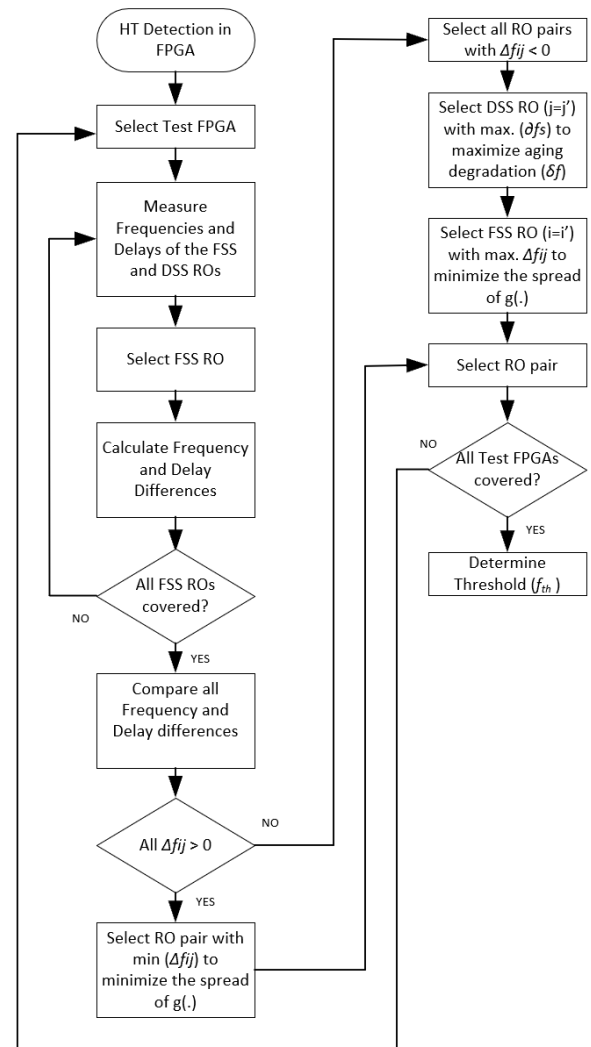 HT Detection in
FPGA
Select Test FPGA
Measure
Frequencies and
Delays of the FSS
and DSS ROs
Select FSS RO
Calculate Frequency
and Delay
Differences
All FSS ROs
covered?
NO
YES
Compare all
Frequency and
Delay differences
All Δfij > 0
NO
YES
Select RO pair with
min (Δfij) to
minimize the spread
of g(.)
Select all RO pairs
with Δfij < 0
Select DSS RO (j=j’)
with max. (∂fs) to
maximize aging
degradation (δf)
Select FSS RO (i=i’)
with max. Δfij to
minimize the spread
of g(.)
Select RO pair
NO
All Test FPGAs
covered?
YES
Determine
Threshold (fth )